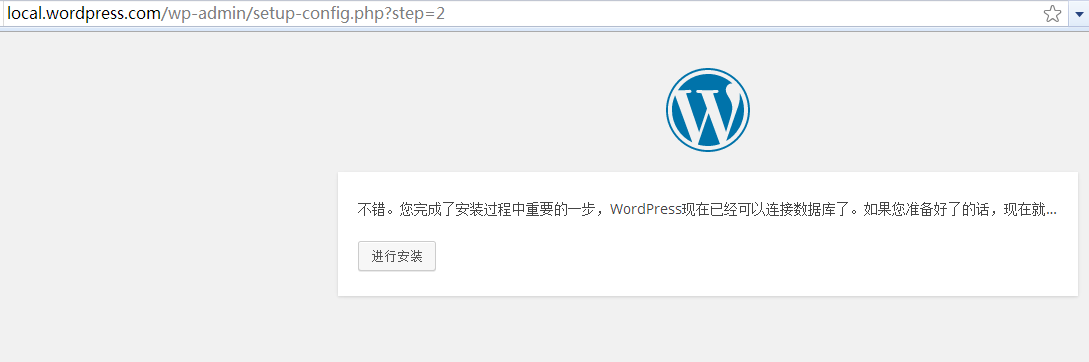 local.wordpress.com/wp-admin/setup-config.php?step=2
W
不错。您完成了安装过程中重要的一步，WordPress现在已经可以连接数据库了。如果您准备好了的话，现在就...
进行安装